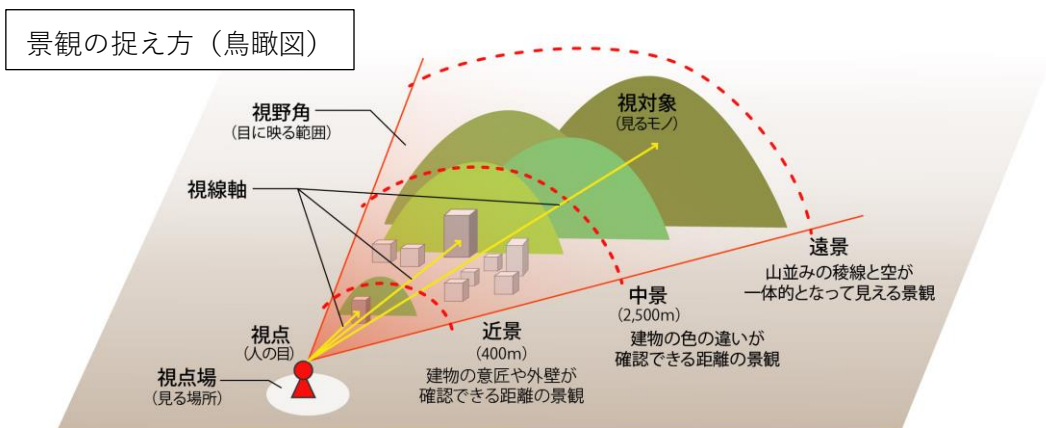 景観の捉え方（鳥瞰図）
視野角
(目に映る範囲)
視対象
(見るモノ)
視線軸
遠景
山並みの稜線と空が
一体的となって見える景観
中景
(2,500m)
建物の色の違いが
確認できる距離の景観
近景
(400m)
建物の意匠や外壁が
確認できる距離の景観
視点
(人の目)
視点場
(見る場所)